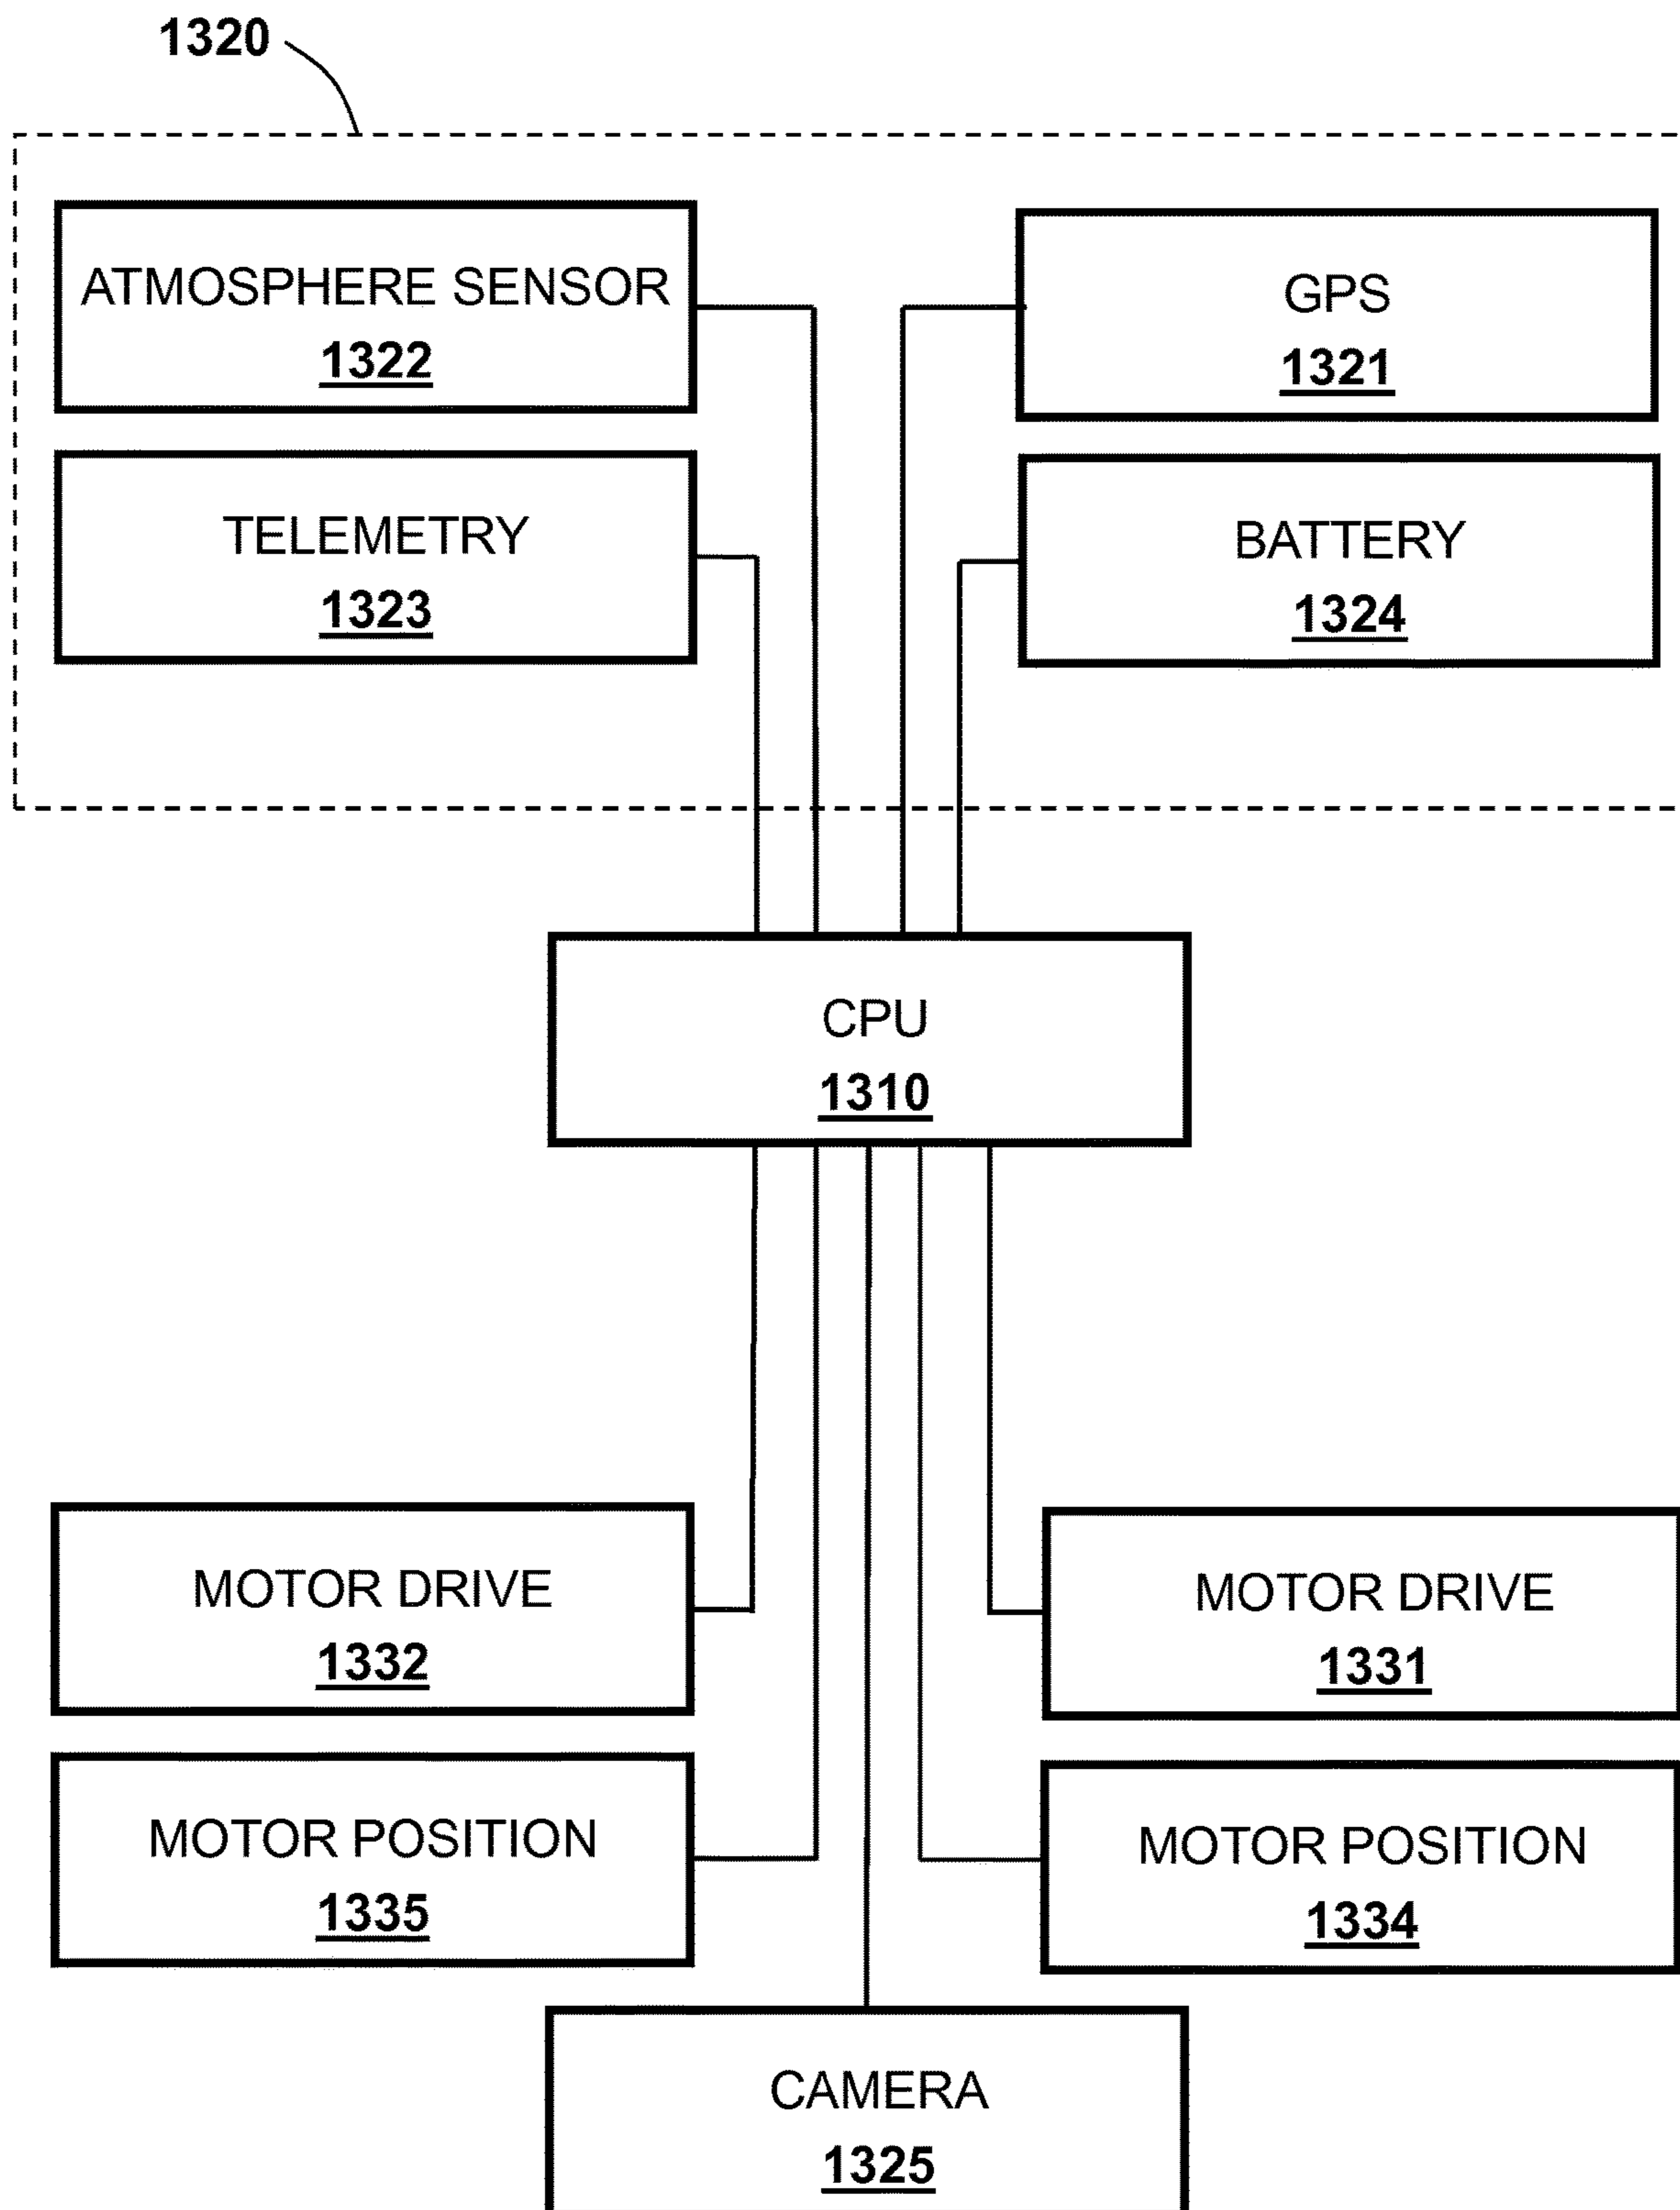 1320
ATMOSPHERE SENSOR
1322
GPS
1321
TELEMETRY
1323
BATTERY
1324
CPU
1310
MOTOR DRIVE
1332
MOTOR DRIVE
1331
MOTOR POSITION
1335
MOTOR POSITION
1334
CAMERA
1325